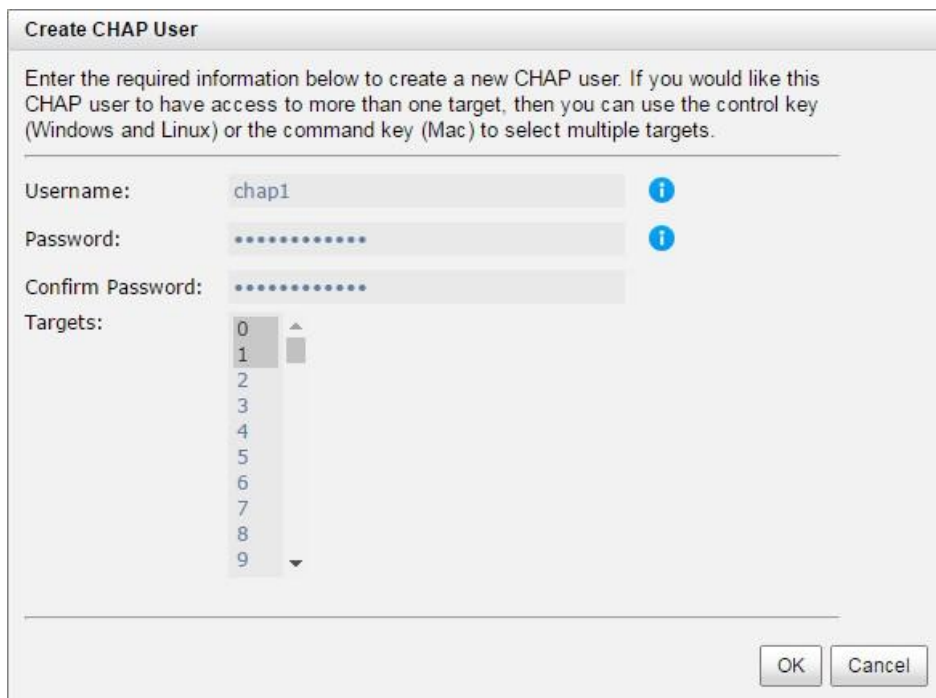 Create CHAP User
Enter the required information below to create a new CHAP user. If you would like this
CHAP user to have access to more than one target, then you can use the control key
(Windows and Linux) or the command key (Mac) to select multiple targets.
Username: chap1
Password: ••••••••••••
Confirm Password: ••••••••••••
Targets:
0
1
2
3
4
5
6
7
8
9
OK Cancel